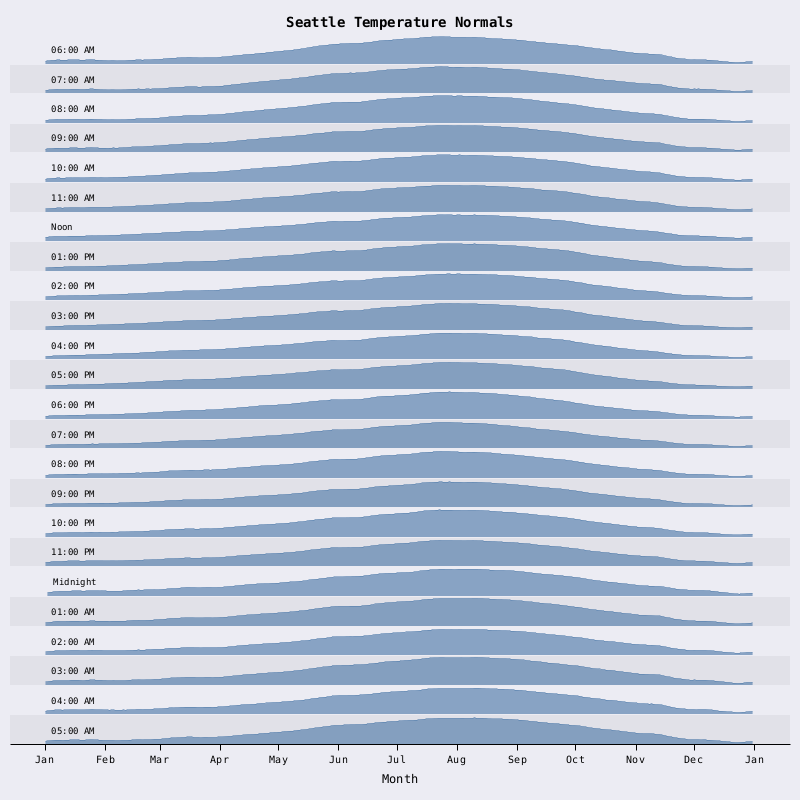 Seattle Temperature Normals
06:00 AM
07:00 AM
08:00 AM
09:00 AM
10:00 AM
11:00 AM
Noon
01:00 PM
02:00 PM
03:00 PM
04:00 PM
05:00 PM
06:00 PM
07:00 PM
08:00 PM
09:00 PM
10:00 PM
11:00 PM
Midnight
01:00 AM
02:00 AM
03:00 AM
04:00 AM
05:00 AM
Jan Feb Mar Apr May Jun Jul Aug Sep Oct Nov Dec Jan
Month